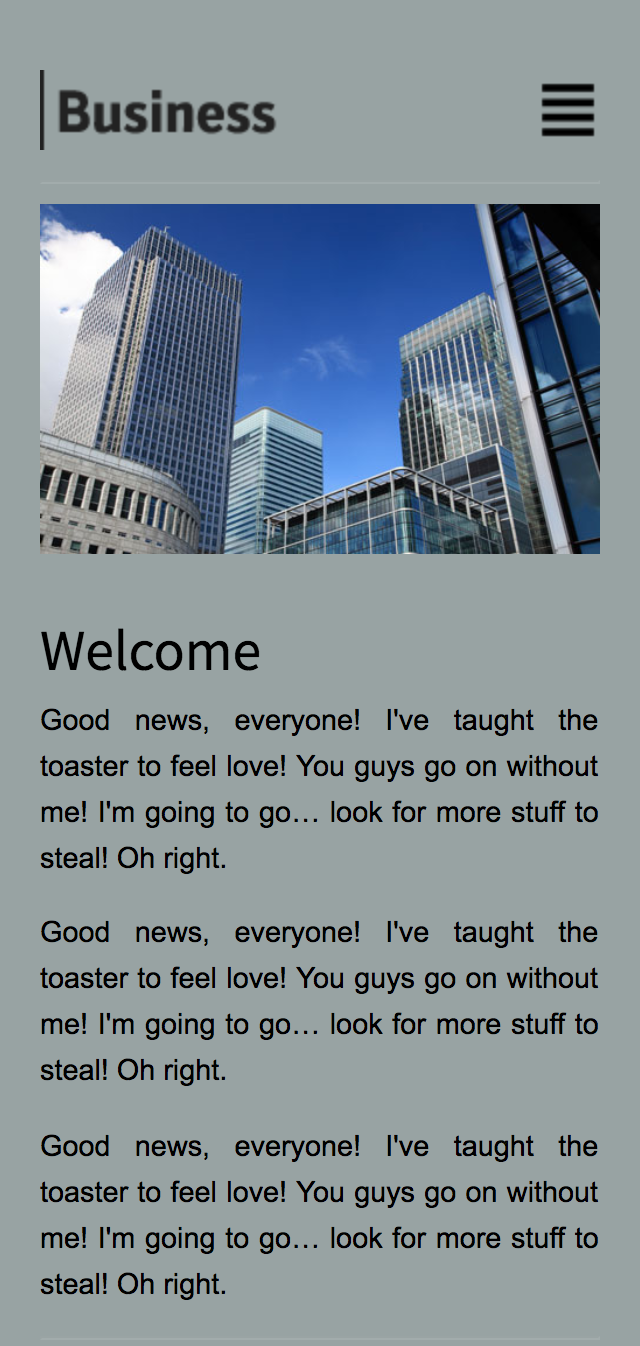 Business
Welcome
Good news, everyone! I've taught the
toaster to feel love! You guys go on without
me! I'm going to go… look for more stuff to
steal! Oh right.
Good news, everyone! I've taught the
toaster to feel love! You guys go on without
me! I'm going to go… look for more stuff to
steal! Oh right.
Good news, everyone! I've taught the
toaster to feel love! You guys go on without
me! I'm going to go… look for more stuff to
steal! Oh right.